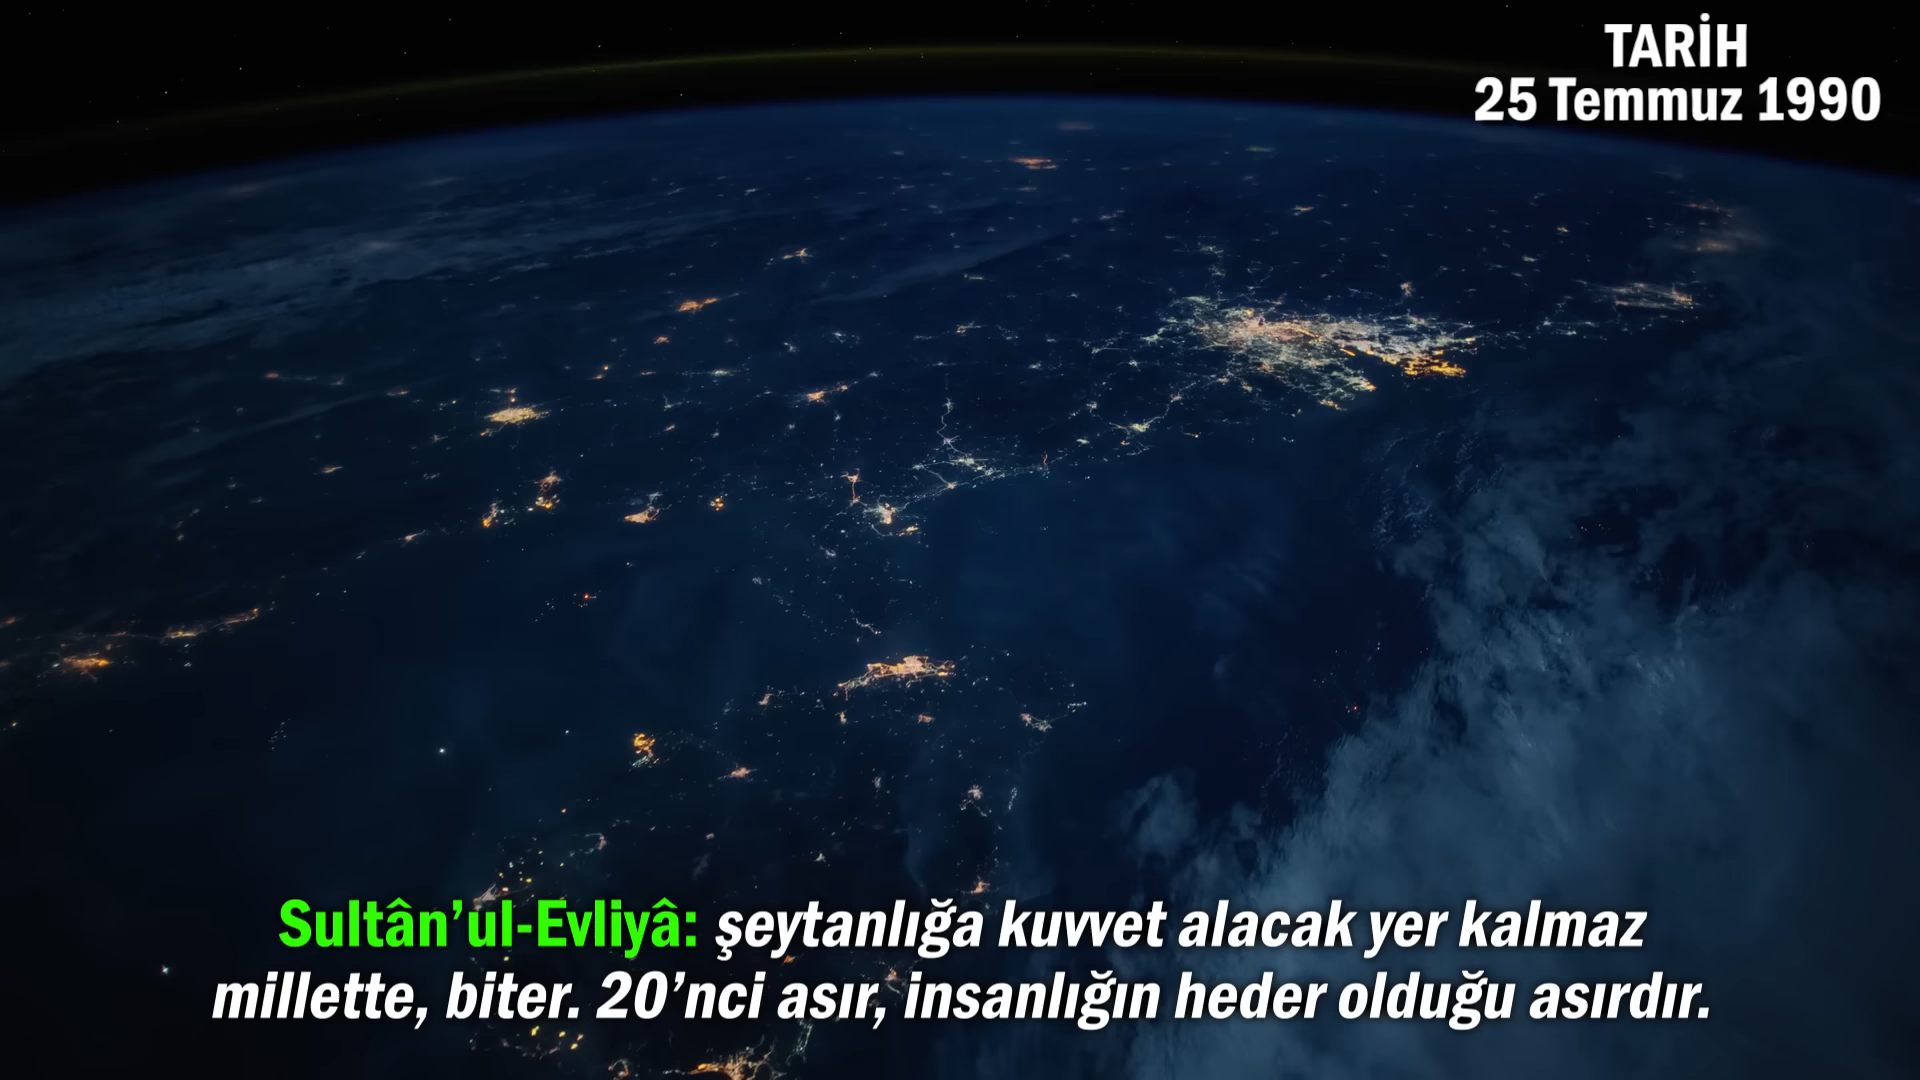 TARİH
25 Temmuz 1990
Sultân’ul-Evliyâ: şeytanlığa kuvvet alacak yer kalmaz
millette, biter. 20’nci asır, insanlığın heder olduğu asırdır.